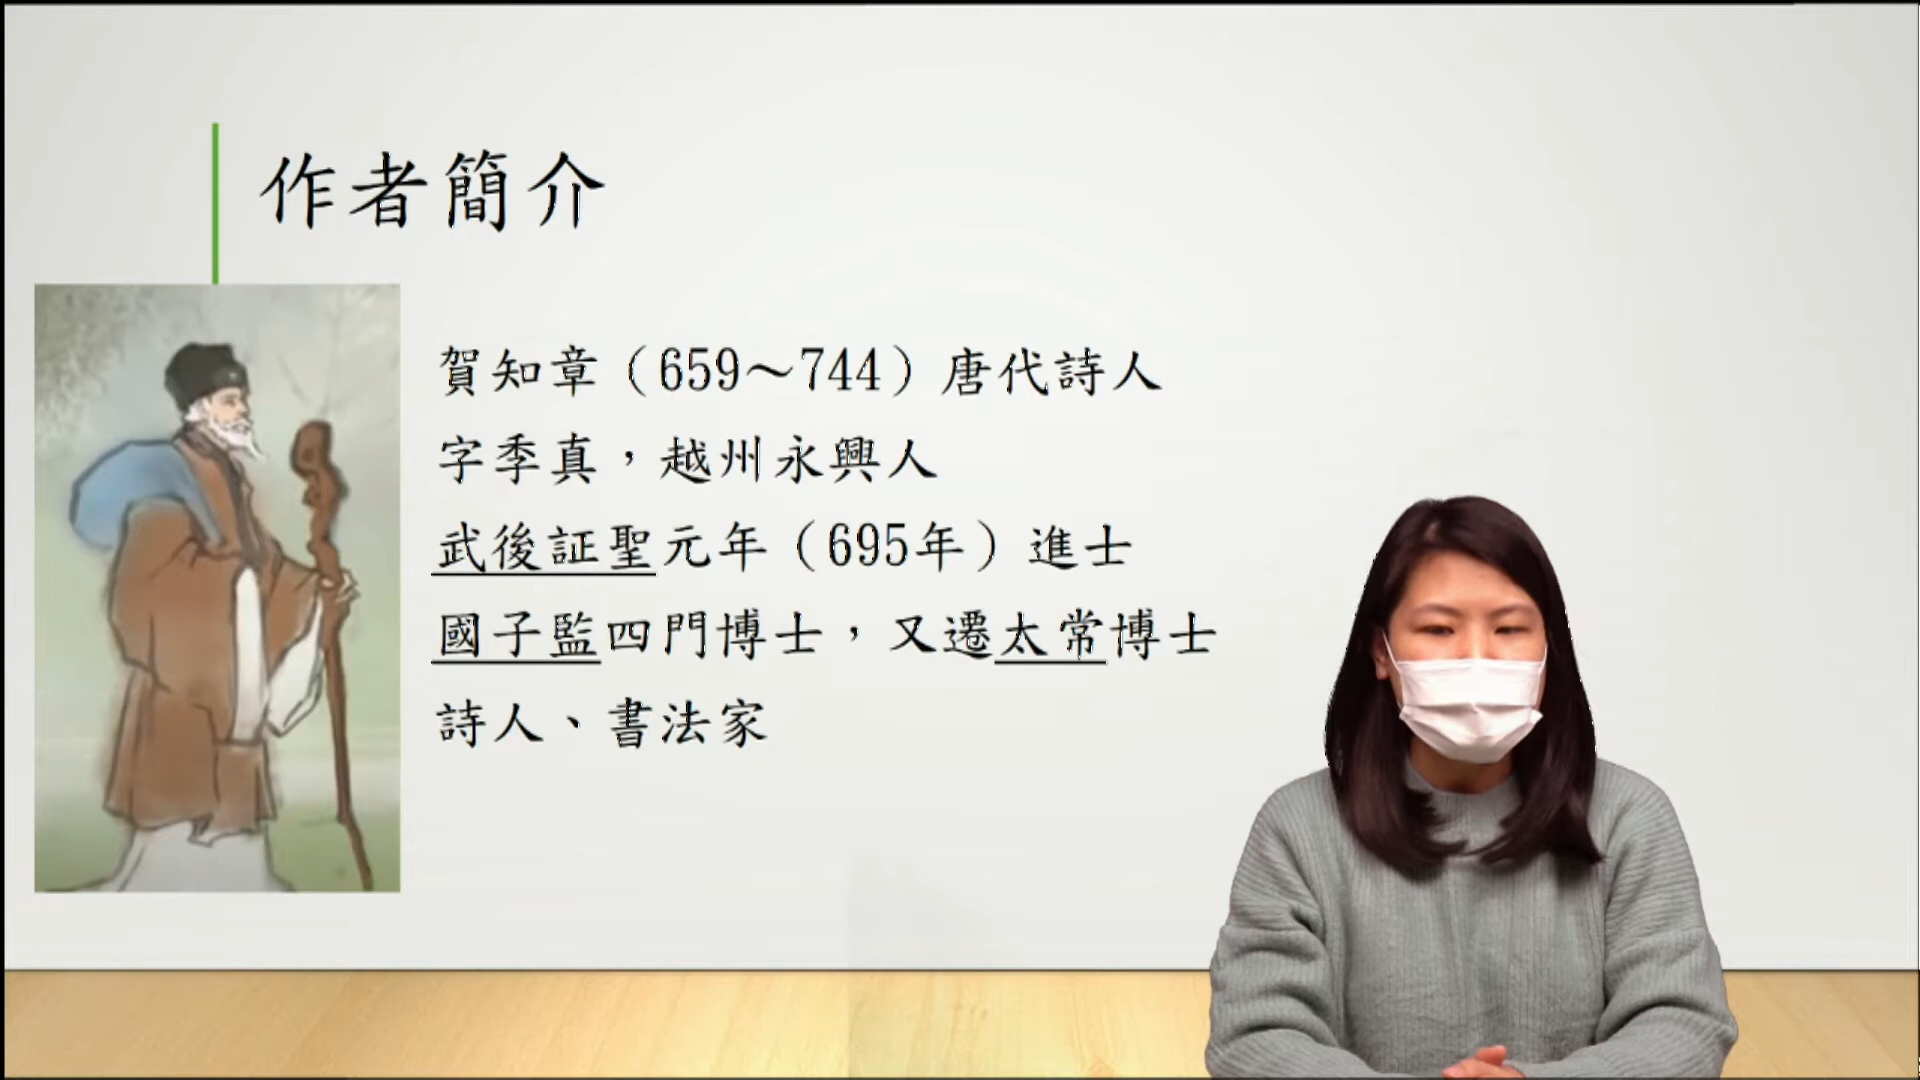 作者簡介
賀知章（659～744）唐代詩人
字季真，越州永興人
武後証聖元年（695年）進士
國子監四門博士，又遷太常博士
詩人、書法家